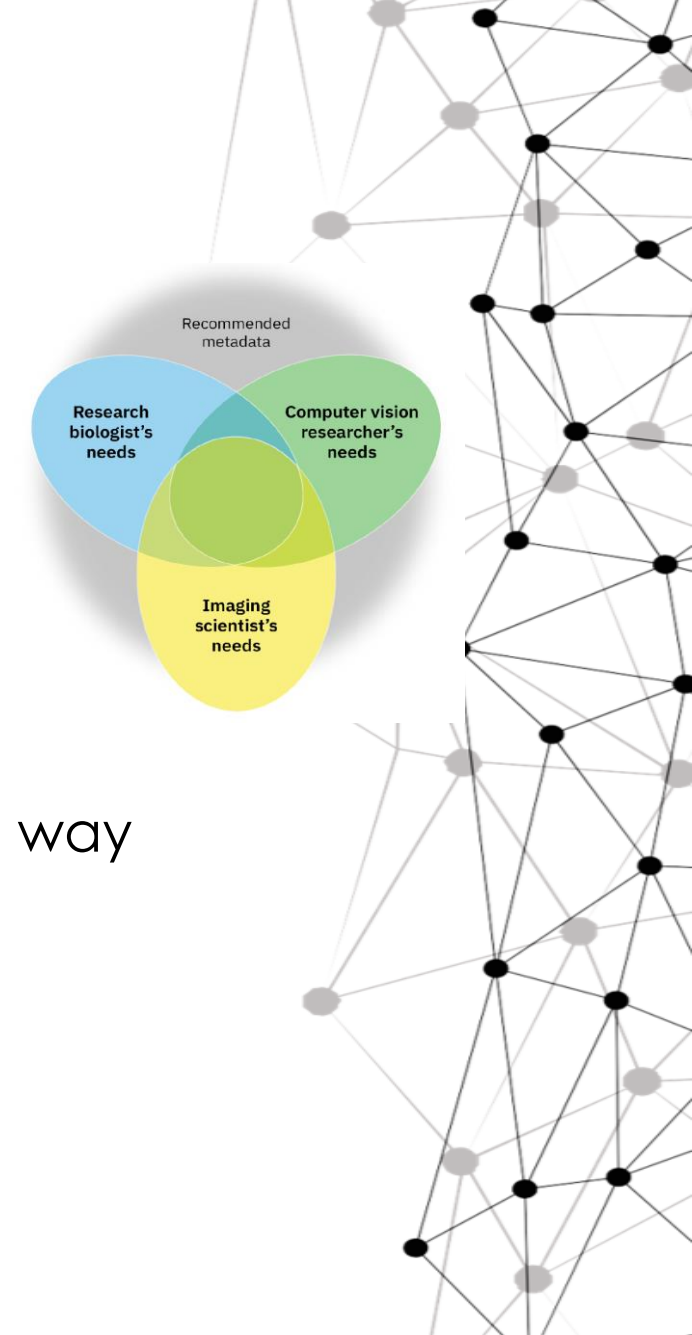 Recommended
metadata
Research
biologist's
needs
Computer vision
researcher's
needs
Imaging
scientist's
needs
way